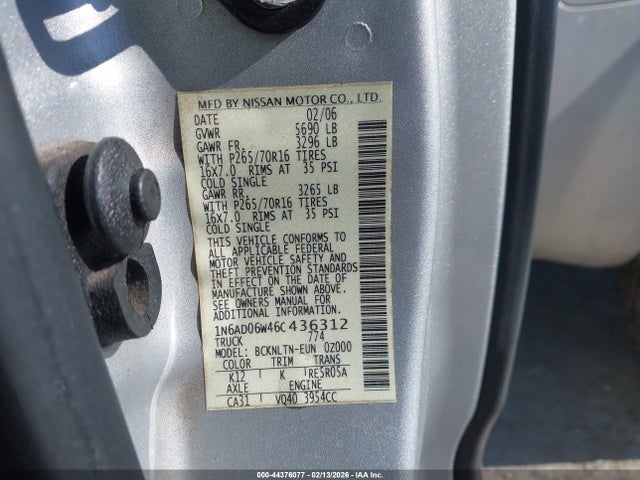 MFD BY NISSAN MOTOR CO., LTD.
DATE 02/06
GVWR 5690 LB
GAWR FR. 3296 LB
WITH P265/70R16 TIRES
16X7.0 RIMS AT 35 PSI
COLD SINGLE
GAWR RR. 3265 LB
WITH P265/70R16 TIRES
16X7.0 RIMS AT 35 PSI
COLD SINGLE
THIS VEHICLE CONFORMS TO
ALL APPLICABLE FEDERAL
MOTOR VEHICLE SAFETY AND
THEFT PREVENTION STANDARDS
IN EFFECT ON THE DATE OF
MANUFACTURE SHOWN ABOVE.
SEE OWNERS MANUAL FOR
ADDITIONAL INFORMATION
1N6AD06W46C436312
TRUCK 774
MODEL: BCKNLTN-EUN 0Z000
COLOR TRIM TRANS
K12 K RE5R05A
AXLE ENGINE
CA31 VQ40 3954CC
000-44376077 - 02/13/2026 - IAA Inc.